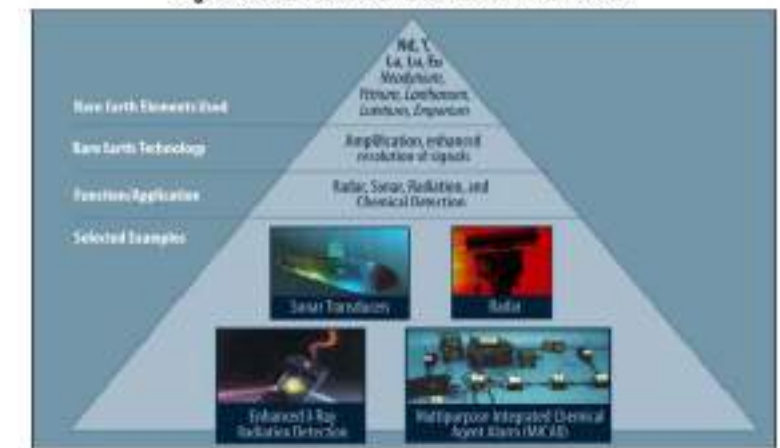 Nd, Y,
La, Lu, Eu
Neodymium,
Yttrium, Lanthanum,
Lutetium, Europium
Rare Earth Elements Used
Rare Earth Technology
Amplification, enhanced
resolution of signals
Function/Application
Radar, Sonar, Radiation, and
Chemical Detection
Selected Examples
Sonar Transducers
Radar
Enhanced X-Ray
Radiation Detection
Multipurpose Integrated Chemical
Agent Alarm (MICAD)